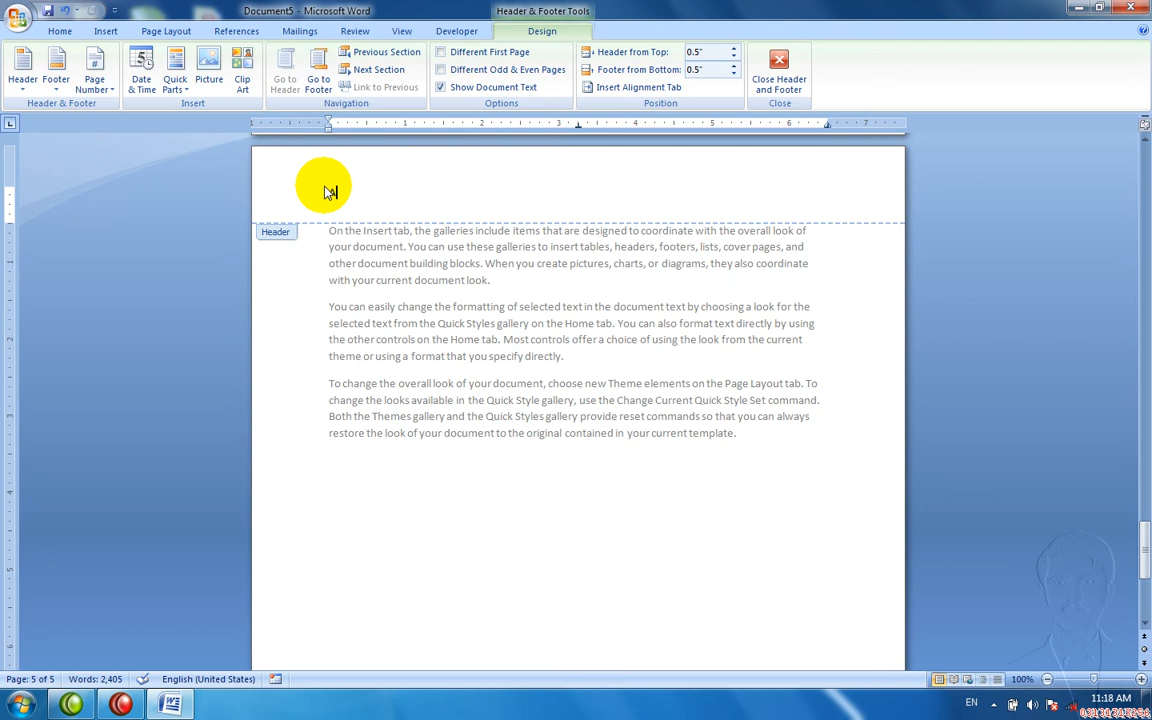 Document5 - Microsoft Word
Header & Footer Tools
Home Insert Page Layout References Mailings Review View Developer Design
Header
Footer
Page Number
Header & Footer
Date & Time
Quick Parts
Picture
Clip Art
Insert
Go to Header
Go to Footer
Previous Section
Next Section
Link to Previous
Navigation
Different First Page
Different Odd & Even Pages
Show Document Text
Options
Header from Top: 0.5"
Footer from Bottom: 0.5"
Insert Alignment Tab
Position
Close Header and Footer
Close
1 1 2 3 4 5 6 7
Header
On the Insert tab, the galleries include items that are designed to coordinate with the overall look of
your document. You can use these galleries to insert tables, headers, footers, lists, cover pages, and
other document building blocks. When you create pictures, charts, or diagrams, they also coordinate
with your current document look.
You can easily change the formatting of selected text in the document text by choosing a look for the
selected text from the Quick Styles gallery on the Home tab. You can also format text directly by using
the other controls on the Home tab. Most controls offer a choice of using the look from the current
theme or using a format that you specify directly.
To change the overall look of your document, choose new Theme elements on the Page Layout tab. To
change the looks available in the Quick Style gallery, use the Change Current Quick Style Set command.
Both the Themes gallery and the Quick Styles gallery provide reset commands so that you can always
restore the look of your document to the original contained in your current template.
Page: 5 of 5 Words: 2,405 English (United States) 100%
EN 11:18 AM